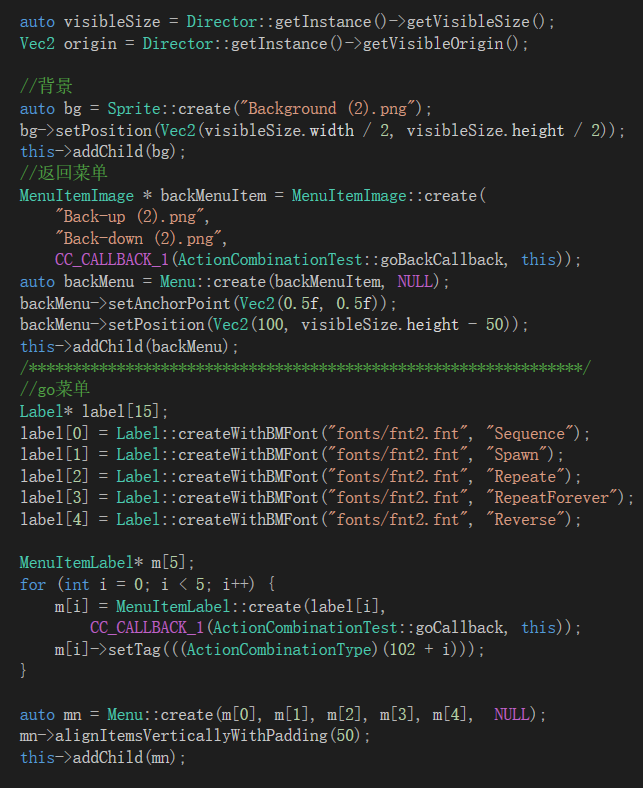 auto visibleSize = Director::getInstance()->getVisibleSize();
Vec2 origin = Director::getInstance()->getVisibleOrigin();
//背景
auto bg = Sprite::create("Background (2).png");
bg->setPosition(Vec2(visibleSize.width / 2, visibleSize.height / 2));
this->addChild(bg);
//返回菜单
MenuItemImage * backMenuItem = MenuItemImage::create(
"Back-up (2).png",
"Back-down (2).png",
CC_CALLBACK_1(ActionCombinationTest::goBackCallback, this));
auto backMenu = Menu::create(backMenuItem, NULL);
backMenu->setAnchorPoint(Vec2(0.5f, 0.5f));
backMenu->setPosition(Vec2(100, visibleSize.height - 50));
this->addChild(backMenu);
/***************************************************************/
//go菜单
Label* label[15];
label[0] = Label::createWithBMFont("fonts/fnt2.fnt", "Sequence");
label[1] = Label::createWithBMFont("fonts/fnt2.fnt", "Spawn");
label[2] = Label::createWithBMFont("fonts/fnt2.fnt", "Repeate");
label[3] = Label::createWithBMFont("fonts/fnt2.fnt", "RepeatForever");
label[4] = Label::createWithBMFont("fonts/fnt2.fnt", "Reverse");
MenuItemLabel* m[5];
for (int i = 0; i < 5; i++) {
m[i] = MenuItemLabel::create(label[i],
CC_CALLBACK_1(ActionCombinationTest::goCallback, this));
m[i]->setTag(((ActionCombinationType)(102 + i)));
}
auto mn = Menu::create(m[0], m[1], m[2], m[3], m[4],  NULL);
mn->alignItemsVerticallyWithPadding(50);
this->addChild(mn);